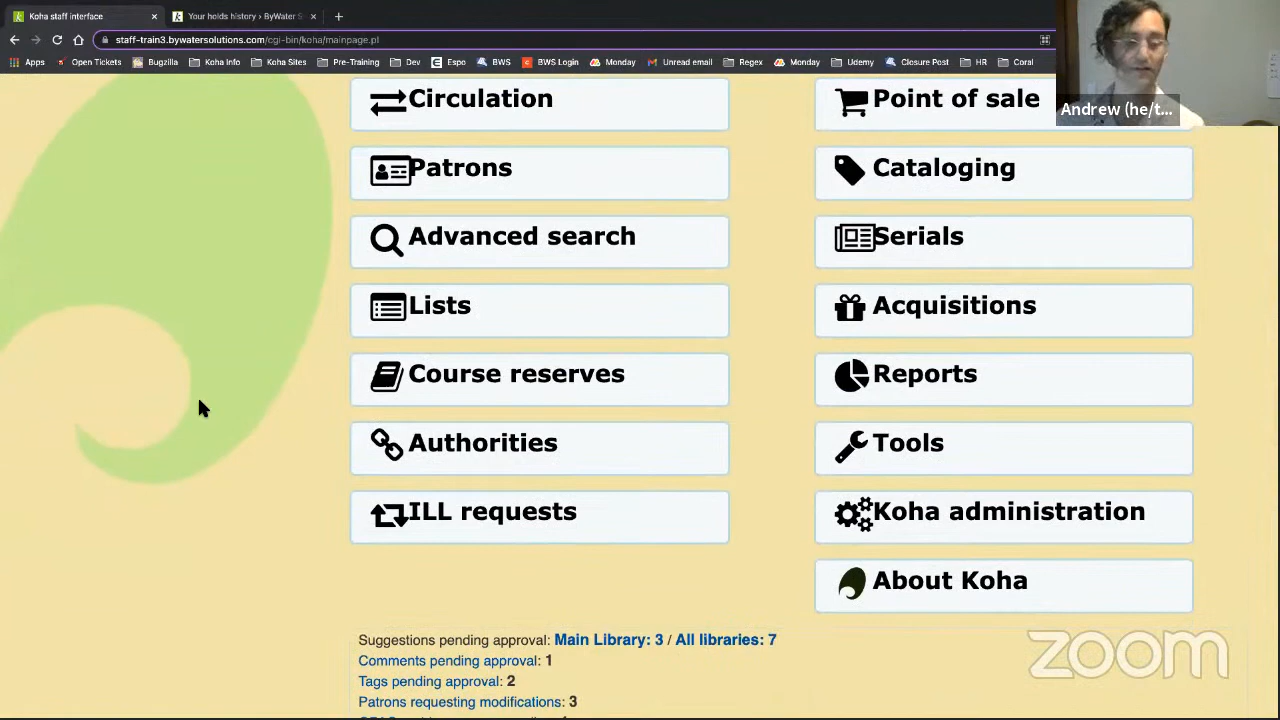 Koha staff interface
Your holds history › ByWater S
staff-train3.bywatersolutions.com/cgi-bin/koha/mainpage.pl
Apps Open Tickets Bugzilla Koha Info Koha Sites Pre-Training Dev Espo BWS BWS Login Monday Unread email Regex Monday Udemy Closure Post HR Coral
Andrew (he/t...
Circulation
Point of sale
Patrons
Cataloging
Advanced search
Serials
Lists
Acquisitions
Course reserves
Reports
Authorities
Tools
ILL requests
Koha administration
About Koha
Suggestions pending approval: Main Library: 3 / All libraries: 7
Comments pending approval: 1
Tags pending approval: 2
Patrons requesting modifications: 3
zoom